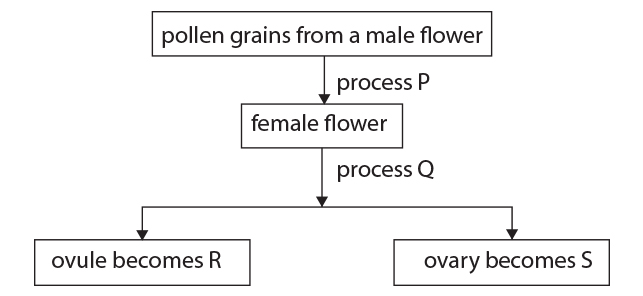 pollen grains from a male flower
process P
female flower
process Q
ovule becomes R
ovary becomes S